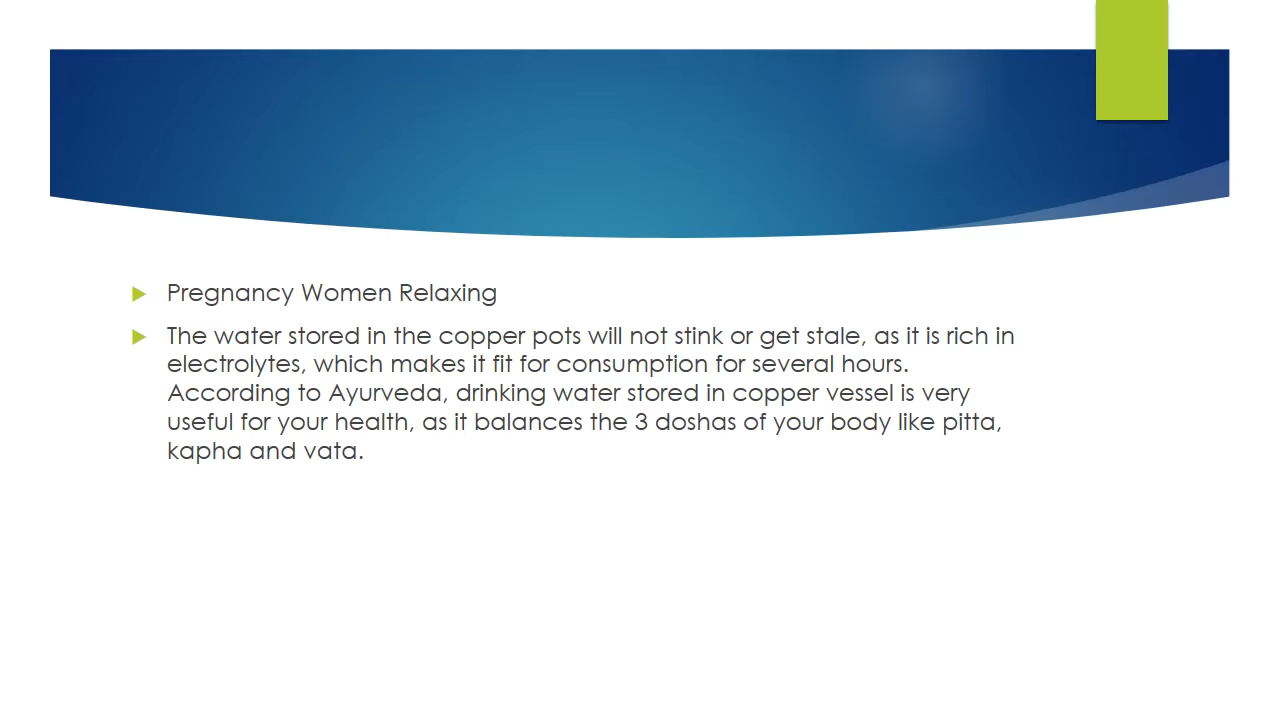 Pregnancy Women Relaxing
The water stored in the copper pots will not stink or get stale, as it is rich in
electrolytes, which makes it fit for consumption for several hours.
According to Ayurveda, drinking water stored in copper vessel is very
useful for your health, as it balances the 3 doshas of your body like pitta,
kapha and vata.